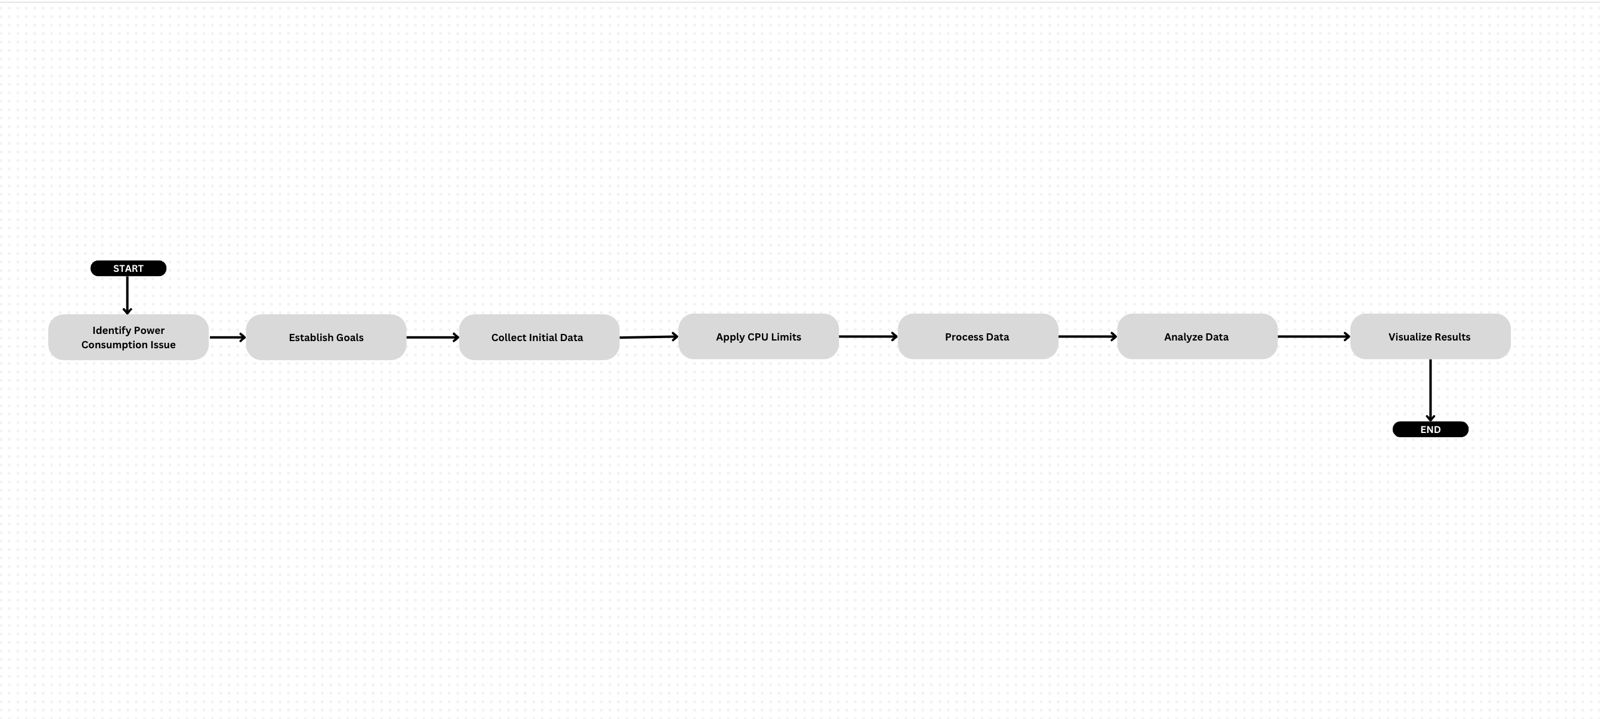 START
Identify Power
Consumption Issue
Establish Goals
Collect Initial Data
Apply CPU Limits
Process Data
Analyze Data
Visualize Results
END